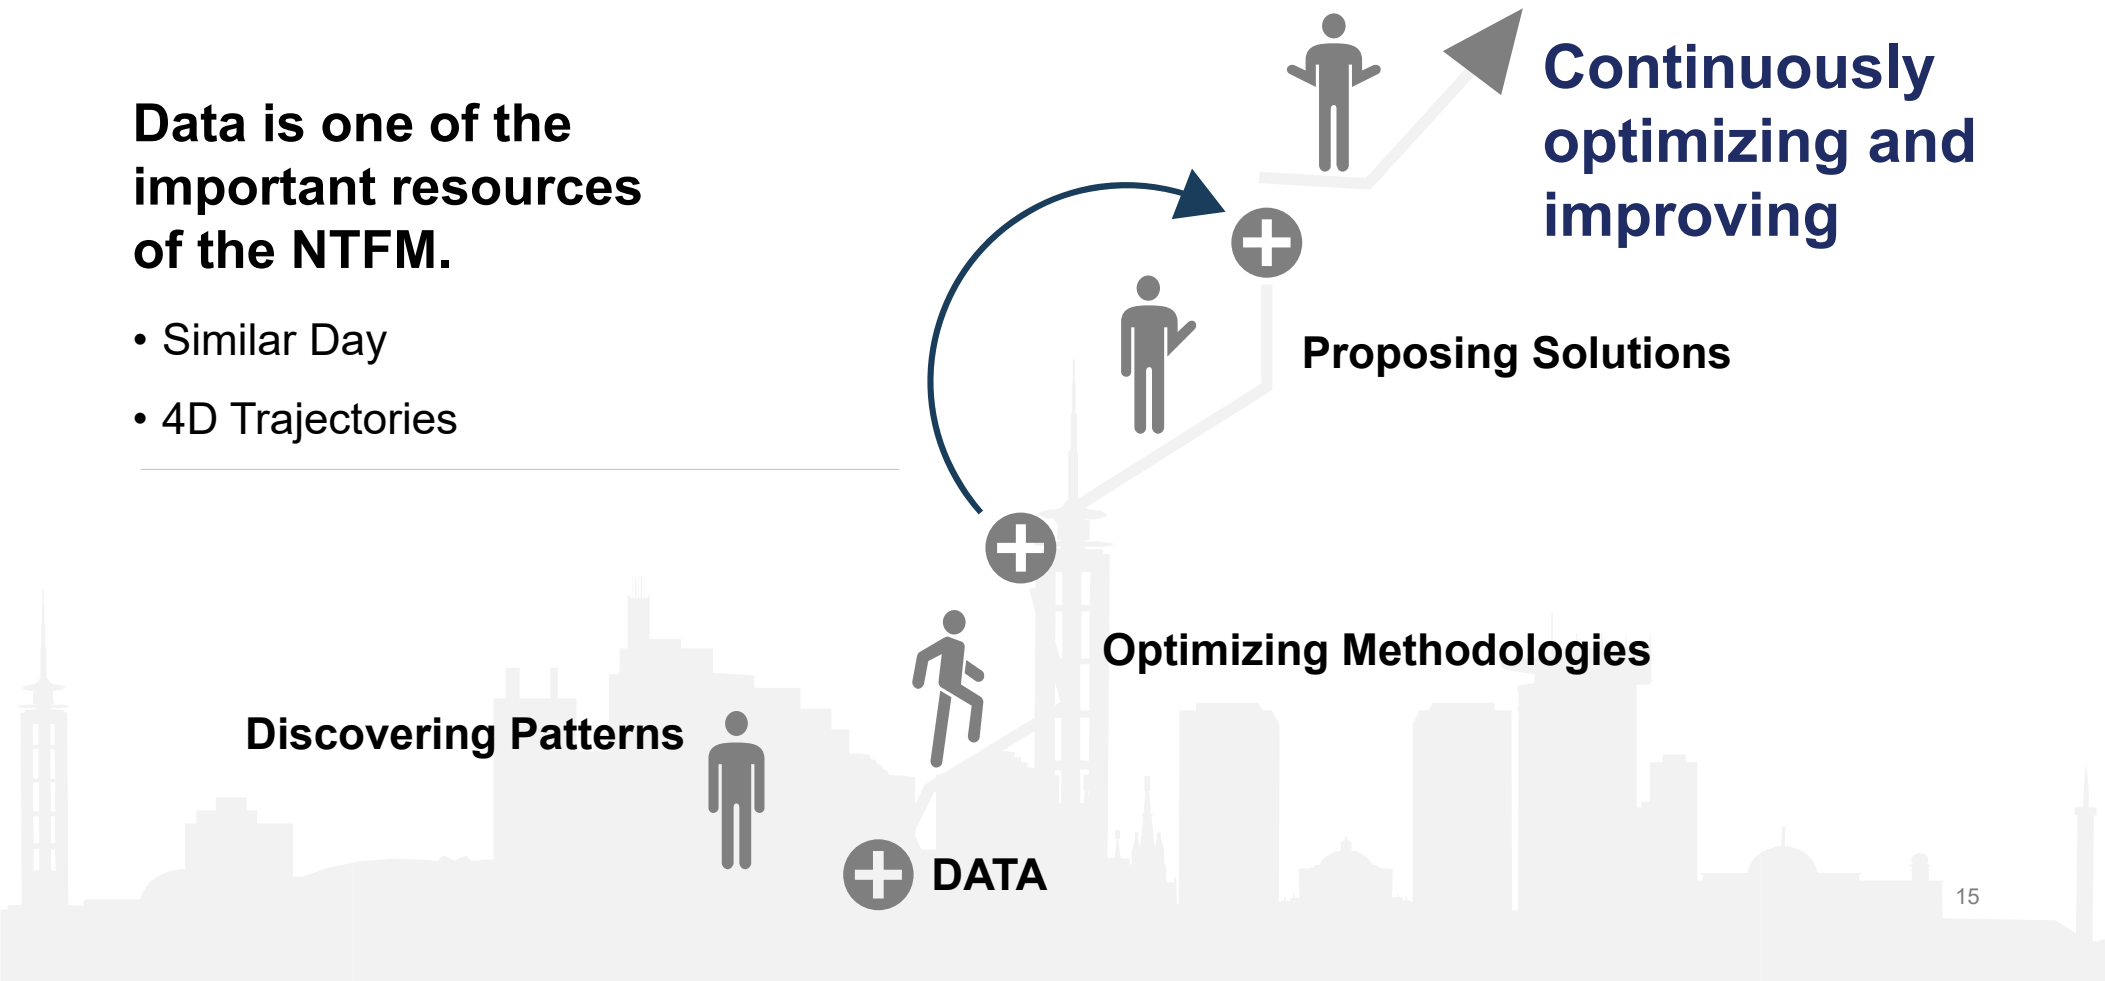 Data is one of the
important resources
of the NTFM.
• Similar Day
• 4D Trajectories
Continuously
optimizing and
improving
Proposing Solutions
Optimizing Methodologies
Discovering Patterns
DATA
15